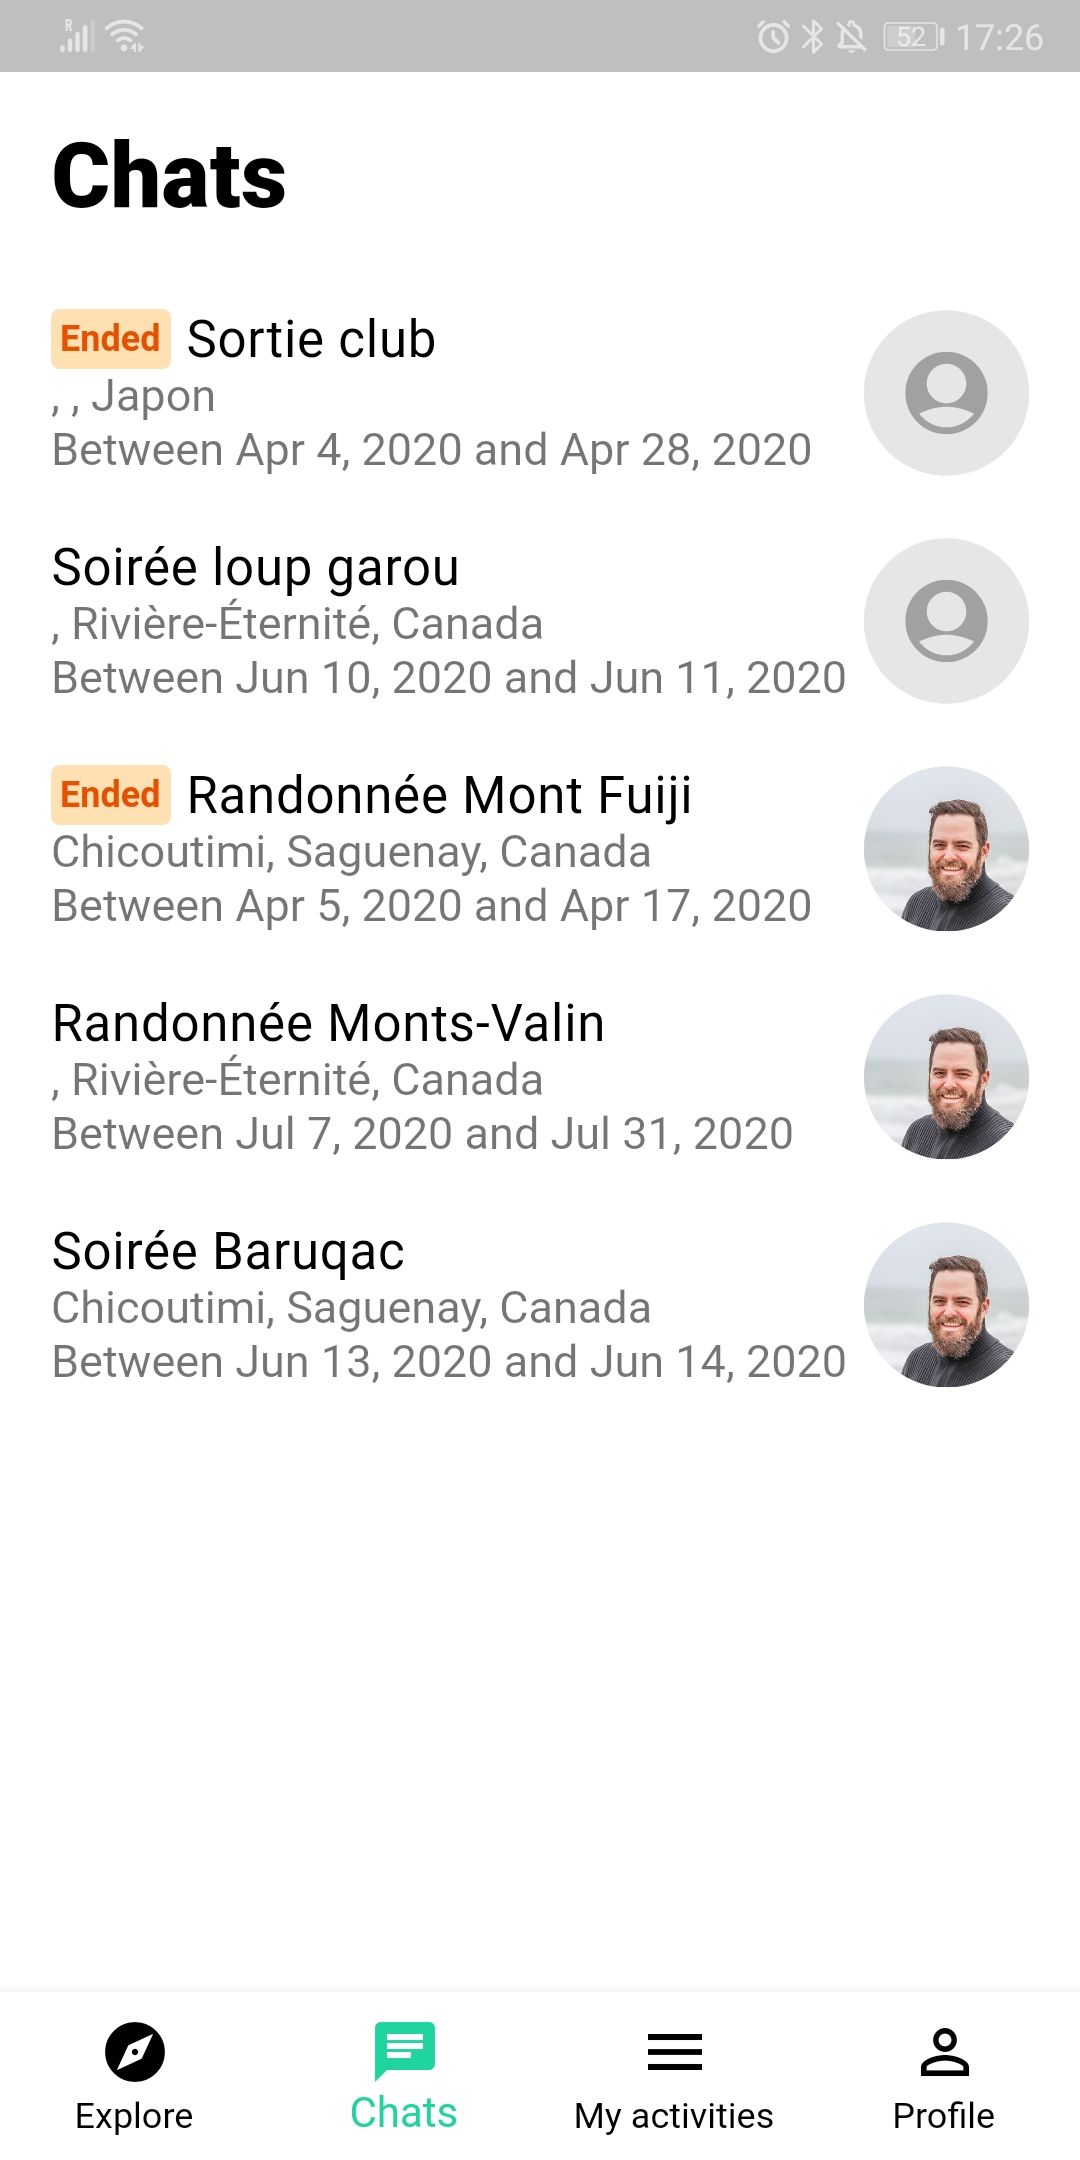 R
52 17:26
Chats
Ended Sortie club
, , Japon
Between Apr 4, 2020 and Apr 28, 2020
Soirée loup garou
, Rivière-Éternité, Canada
Between Jun 10, 2020 and Jun 11, 2020
Ended Randonnée Mont Fuiji
Chicoutimi, Saguenay, Canada
Between Apr 5, 2020 and Apr 17, 2020
Randonnée Monts-Valin
, Rivière-Éternité, Canada
Between Jul 7, 2020 and Jul 31, 2020
Soirée Baruqac
Chicoutimi, Saguenay, Canada
Between Jun 13, 2020 and Jun 14, 2020
Explore
Chats
My activities
Profile